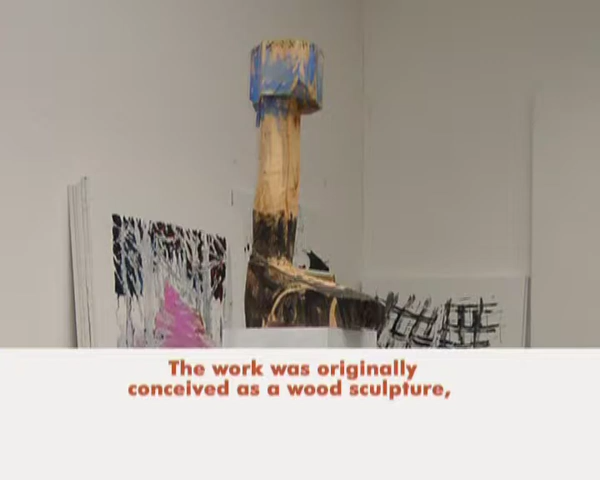 The work was originally
conceived as a wood sculpture,